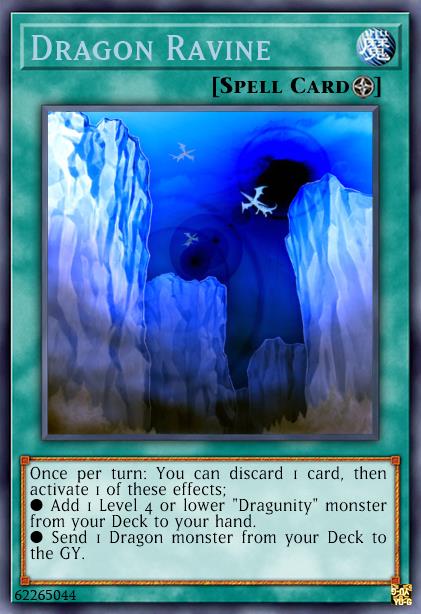 DRAGON RAVINE
魔
[SPELL CARD]
Once per turn: You can discard 1 card, then
activate 1 of these effects;
● Add 1 Level 4 or lower "Dragunity" monster
from your Deck to your hand.
● Send 1 Dragon monster from your Deck to
the GY.
62265044